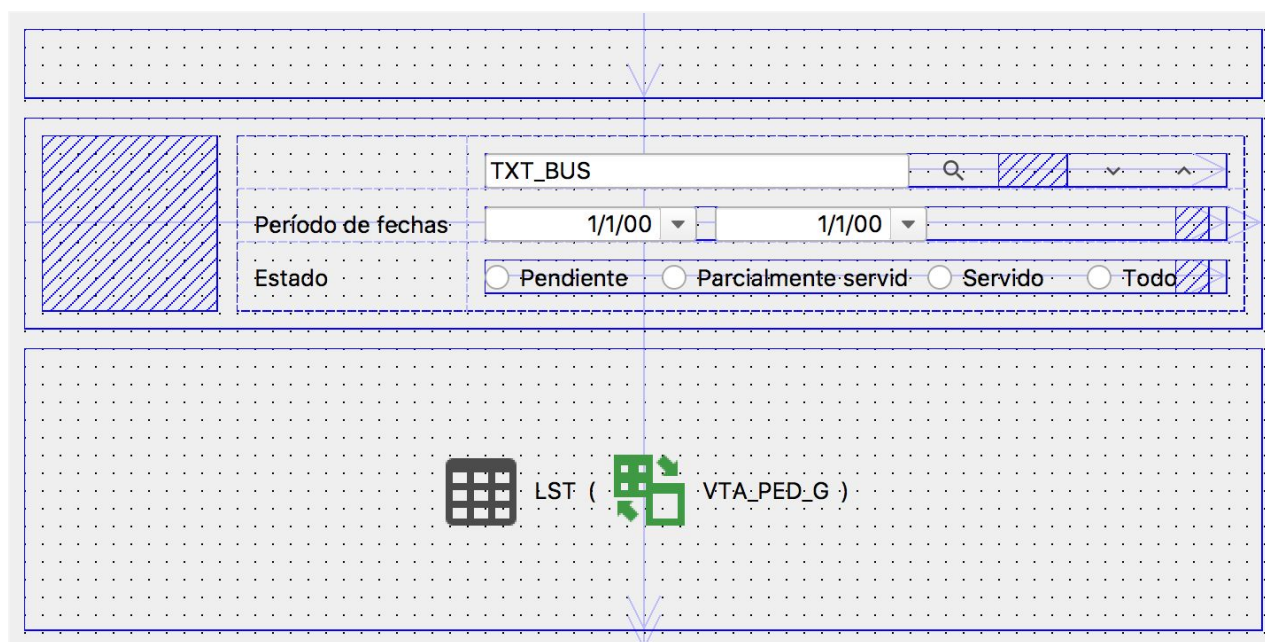 TXT_BUS
Período de fechas 1/1/00 1/1/00
Estado Pendiente Parcialmente servid Servido Todo
LST ( VTA_PED_G )